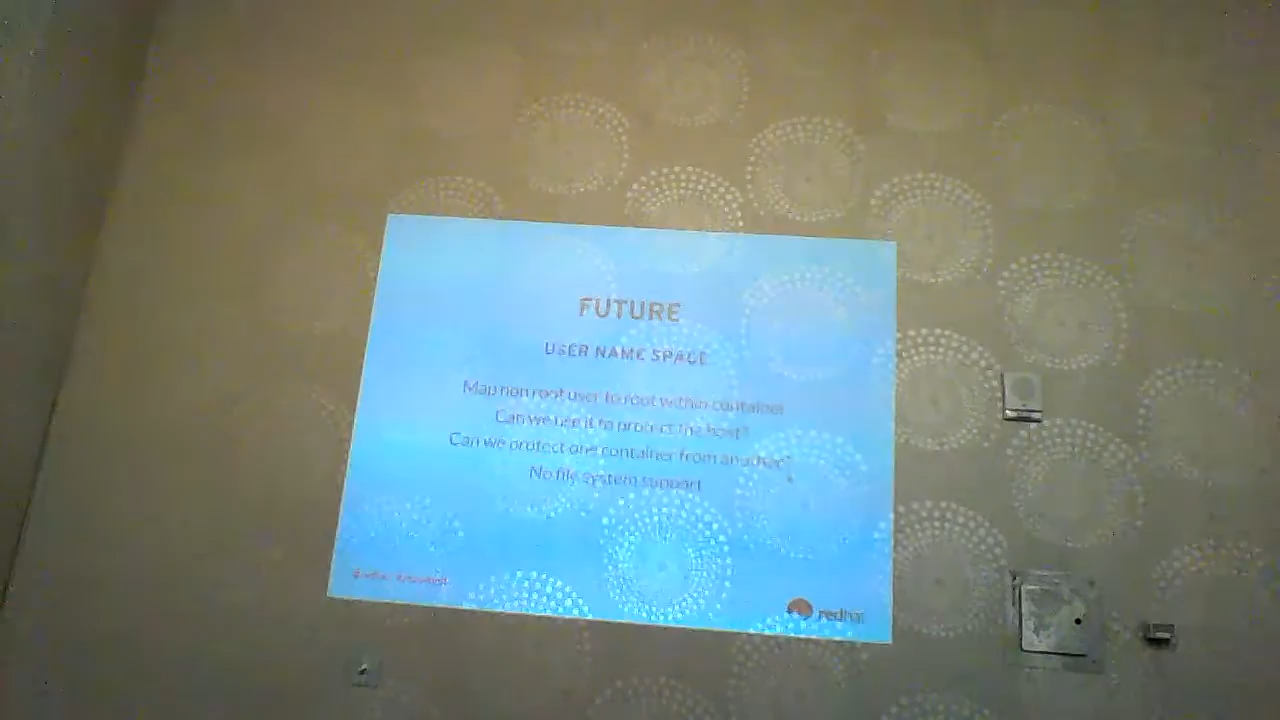 FUTURE
USER NAME SPACE
Map non root user to root within container
Can we use it to protect the host?
Can we protect one container from another?
No file system support
redhat